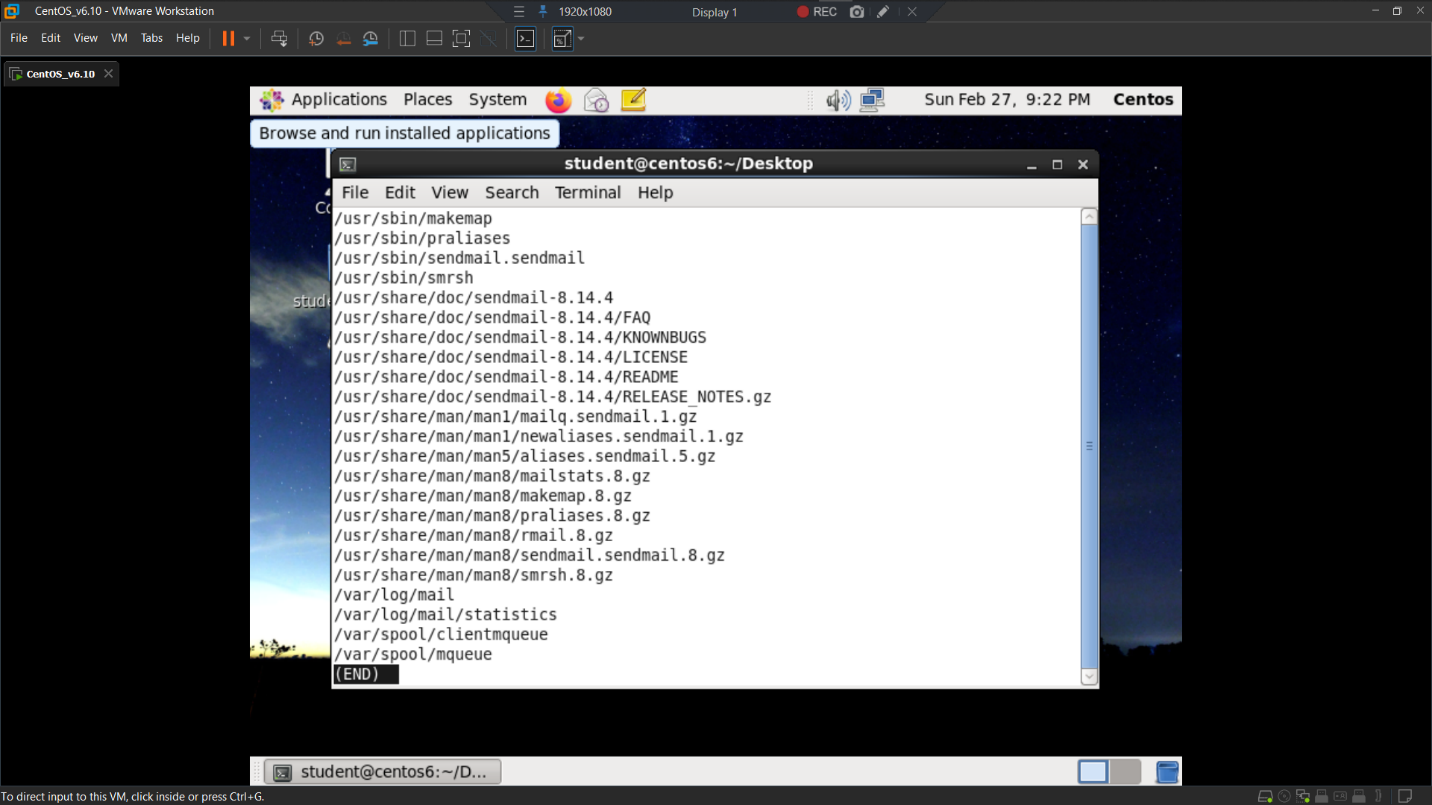 CentOS_v6.10 - VMware Workstation
1920x1080
Display 1
REC
File Edit View VM Tabs Help
CentOS_v6.10
Applications Places System
Sun Feb 27, 9:22 PM Centos
Browse and run installed applications
student@centos6:~/Desktop
File Edit View Search Terminal Help
/usr/sbin/makemap
/usr/sbin/praliases
/usr/sbin/sendmail.sendmail
/usr/sbin/smrsh
/usr/share/doc/sendmail-8.14.4
/usr/share/doc/sendmail-8.14.4/FAQ
/usr/share/doc/sendmail-8.14.4/KNOWNBUGS
/usr/share/doc/sendmail-8.14.4/LICENSE
/usr/share/doc/sendmail-8.14.4/README
/usr/share/doc/sendmail-8.14.4/RELEASE_NOTES.gz
/usr/share/man/man1/mailq.sendmail.1.gz
/usr/share/man/man1/newaliases.sendmail.1.gz
/usr/share/man/man5/aliases.sendmail.5.gz
/usr/share/man/man8/mailstats.8.gz
/usr/share/man/man8/makemap.8.gz
/usr/share/man/man8/praliases.8.gz
/usr/share/man/man8/rmail.8.gz
/usr/share/man/man8/sendmail.sendmail.8.gz
/usr/share/man/man8/smrsh.8.gz
/var/log/mail
/var/log/mail/statistics
/var/spool/clientmqueue
/var/spool/mqueue
(END)
student@centos6:~/D...
To direct input to this VM, click inside or press Ctrl+G.